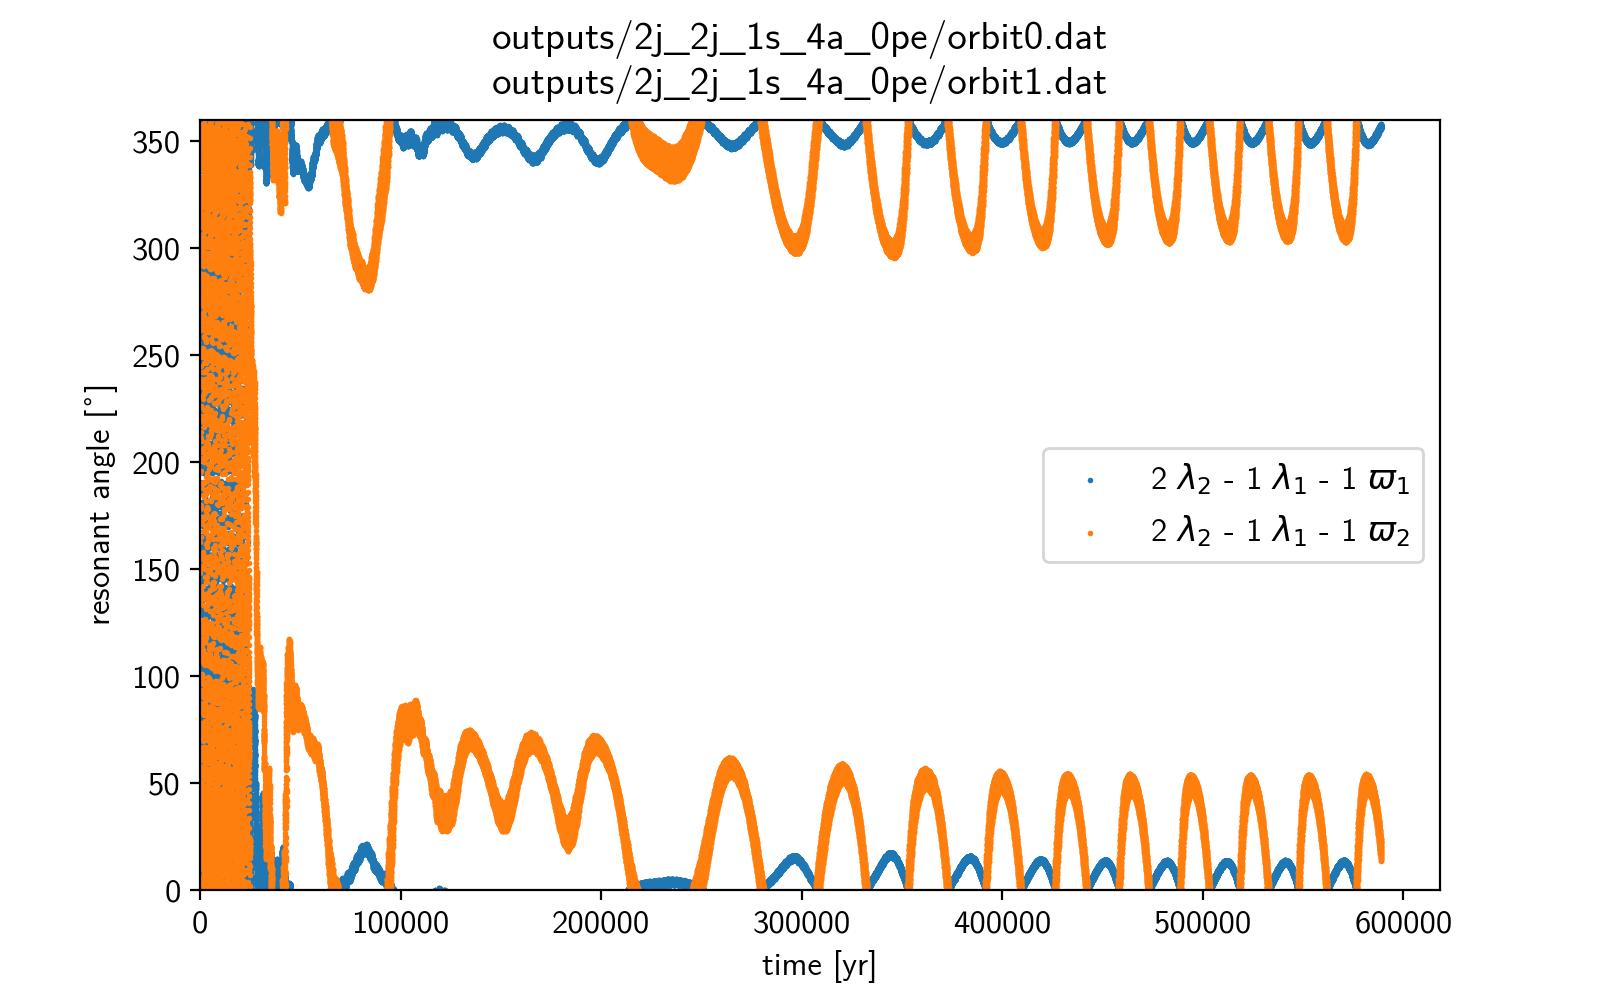 outputs/2j_2j_1s_4a_0pe/orbit0.dat
outputs/2j_2j_1s_4a_0pe/orbit1.dat
350
300
250
200
150
100
50
0
resonant angle [°]
2 λ₂ - 1 λ₁ - 1 ϖ₁
2 λ₂ - 1 λ₁ - 1 ϖ₂
0
100000
200000
300000
400000
500000
600000
time [yr]